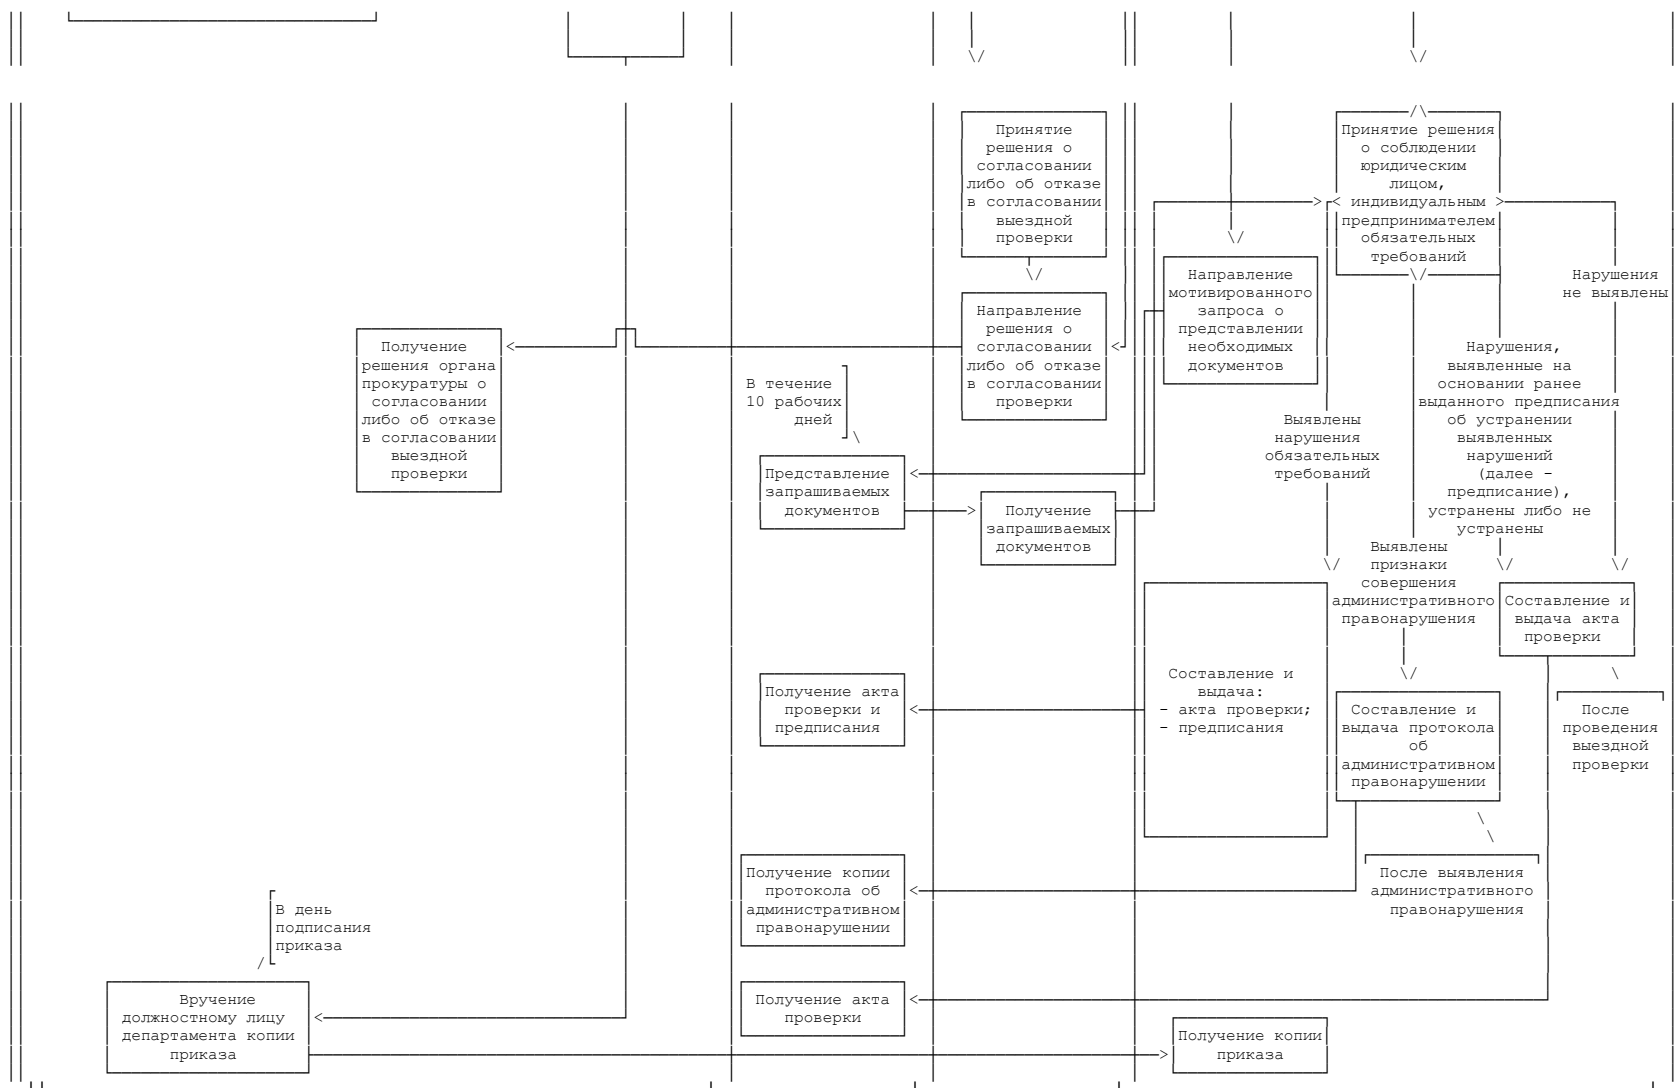 Принятие
решения о
согласовании
либо об отказе
в согласовании
выездной
проверки
Принятие решения
о соблюдении
юридическим
лицом,
индивидуальным
предпринимателем
обязательных
требований
Направление
мотивированного
запроса о
представлении
необходимых
документов
Нарушения
не выявлены
Направление
решения о
согласовании
либо об отказе
в согласовании
проверки
Получение
решения органа
прокуратуры о
согласовании
либо об отказе
в согласовании
выездной
проверки
В течение
10 рабочих
дней
Нарушения,
выявленные на
основании ранее
выданного предписания
об устранении
выявленных
нарушений
(далее -
предписание),
устранены либо не
устранены
Выявлены
нарушения
обязательных
требований
Представление
запрашиваемых
документов
Получение
запрашиваемых
документов
Выявлены
признаки
совершения
административного
правонарушения
Составление и
выдача акта
проверки
Составление и
выдача:
- акта проверки;
- предписания
Получение акта
проверки и
предписания
Составление и
выдача протокола
об
административном
правонарушении
После
проведения
выездной
проверки
Получение копии
протокола об
административном
правонарушении
После выявления
административного
правонарушения
В день
подписания
приказа
Вручение
должностному лицу
департамента копии
приказа
Получение акта
проверки
Получение копии
приказа